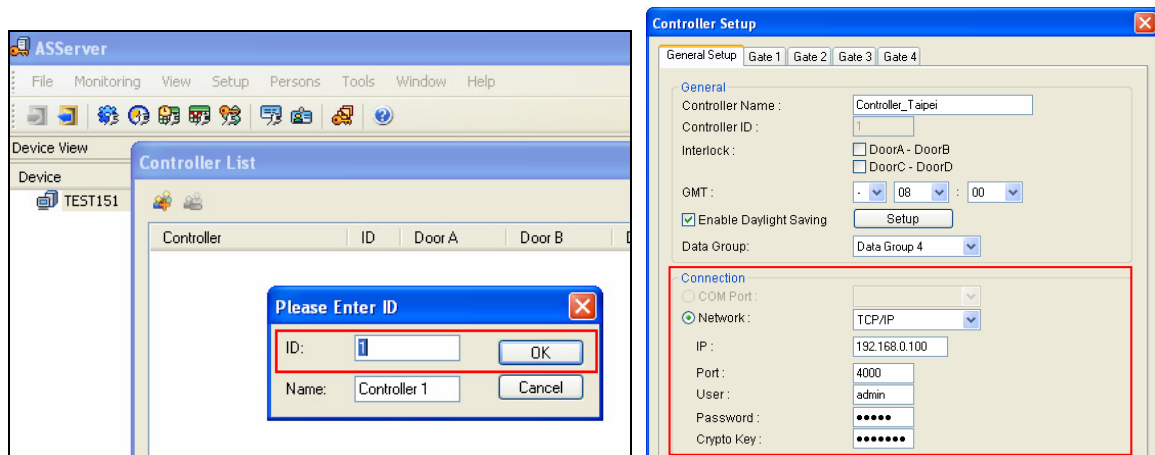 ASServer
File Monitoring View Setup Persons Tools Window Help
Device View
Device
TEST151
Controller List
Controller ID Door A Door B
Please Enter ID
ID: 1 OK
Name: Controller 1 Cancel
Controller Setup
General Setup Gate 1 Gate 2 Gate 3 Gate 4
General
Controller Name : Controller_Taipei
Controller ID : 1
Interlock : DoorA - DoorB
DoorC - DoorD
GMT : - 08 : 00
Enable Daylight Saving Setup
Data Group: Data Group 4
Connection
COM Port :
Network : TCP/IP
IP : 192.168.0.100
Port : 4000
User : admin
Password : •••••
Crypto Key : •••••••